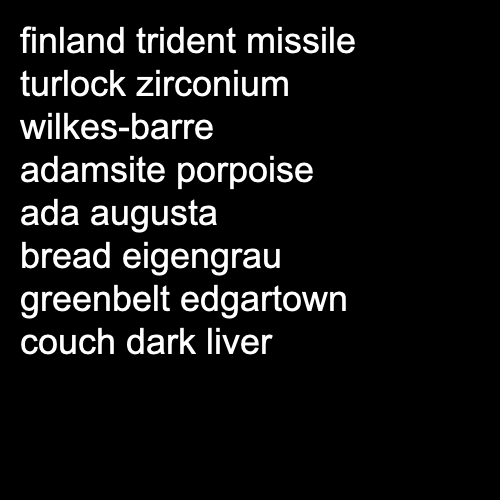 finland trident missile
turlock zirconium
wilkes-barre
adamsite porpoise
ada augusta
bread eigengrau
greenbelt edgartown
couch dark liver